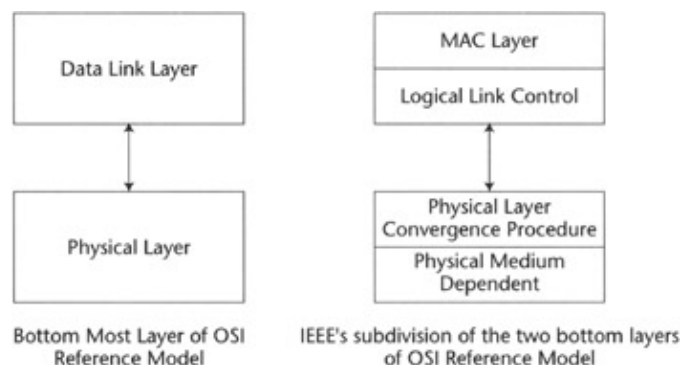 Data Link Layer
Physical Layer
Bottom Most Layer of OSI
Reference Model
MAC Layer
Logical Link Control
Physical Layer
Convergence Procedure
Physical Medium
Dependent
IEEE's subdivision of the two bottom layers
of OSI Reference Model